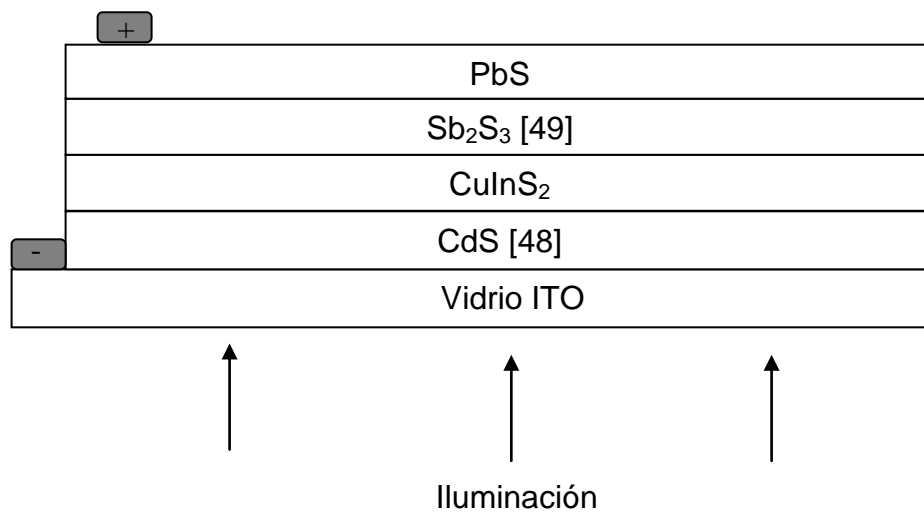 +
PbS
Sb₂S₃ [49]
CuInS₂
CdS [48]
-
Vidrio ITO
Iluminación